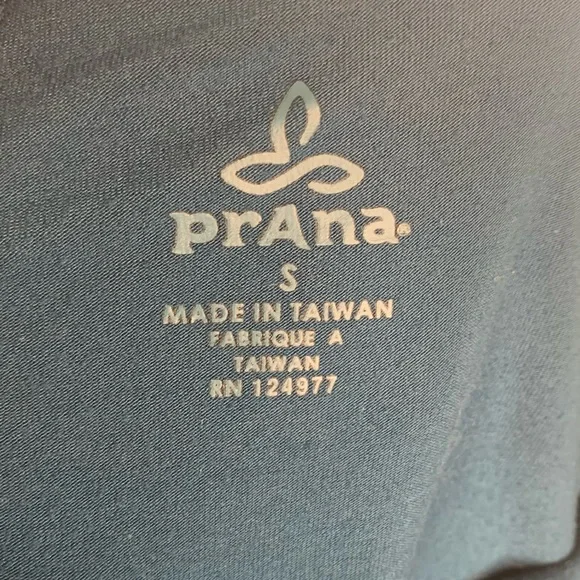 prAna®
S
MADE IN TAIWAN
FABRIQUE A
TAIWAN
RN 124977